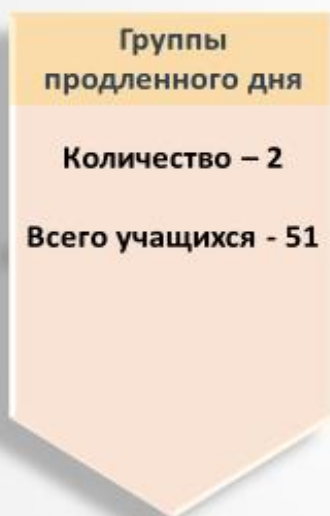 Группы
продленного дня
Количество – 2
Всего учащихся - 51